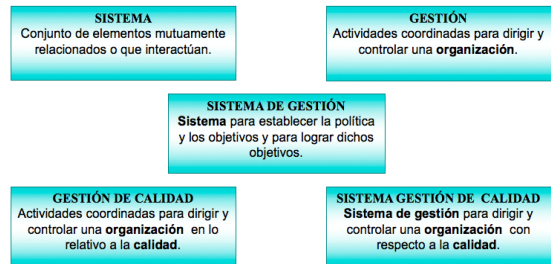 SISTEMA
Conjunto de elementos mutuamente
relacionados o que interactúan.
GESTIÓN
Actividades coordinadas para dirigir y
controlar una organización.
SISTEMA DE GESTIÓN
Sistema para establecer la política
y los objetivos y para lograr dichos
objetivos.
GESTIÓN DE CALIDAD
Actividades coordinadas para dirigir y
controlar una organización en lo
relativo a la calidad.
SISTEMA GESTIÓN DE CALIDAD
Sistema de gestión para dirigir y
controlar una organización con
respecto a la calidad.